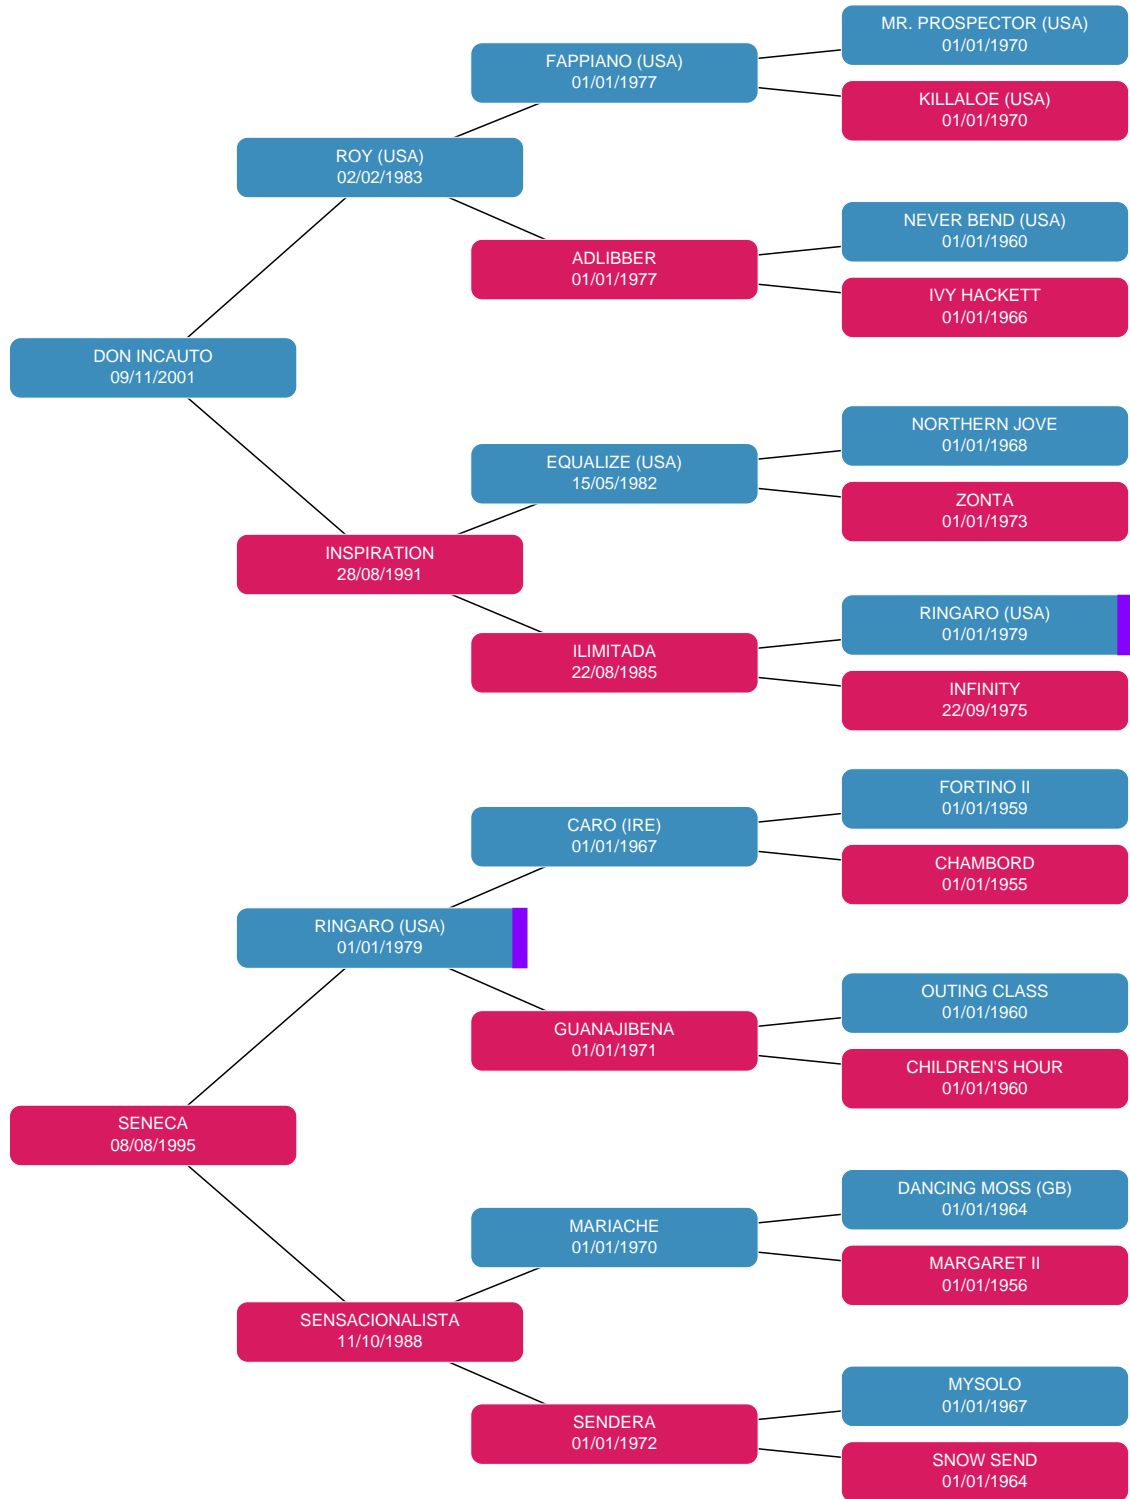 MR. PROSPECTOR (USA)
01/01/1970
FAPPIANO (USA)
01/01/1977
KILLALOE (USA)
01/01/1970
ROY (USA)
02/02/1983
NEVER BEND (USA)
01/01/1960
ADLIBBER
01/01/1977
IVY HACKETT
01/01/1966
DON INCAUTO
09/11/2001
NORTHERN JOVE
01/01/1968
EQUALIZE (USA)
15/05/1982
ZONTA
01/01/1973
INSPIRATION
28/08/1991
RINGARO (USA)
01/01/1979
ILIMITADA
22/08/1985
INFINITY
22/09/1975
FORTINO II
01/01/1959
CARO (IRE)
01/01/1967
CHAMBORD
01/01/1955
RINGARO (USA)
01/01/1979
OUTING CLASS
01/01/1960
GUANAJIBENA
01/01/1971
CHILDREN'S HOUR
01/01/1960
SENECA
08/08/1995
DANCING MOSS (GB)
01/01/1964
MARIACHE
01/01/1970
MARGARET II
01/01/1956
SENSACIONALISTA
11/10/1988
MYSOLO
01/01/1967
SENDERA
01/01/1972
SNOW SEND
01/01/1964